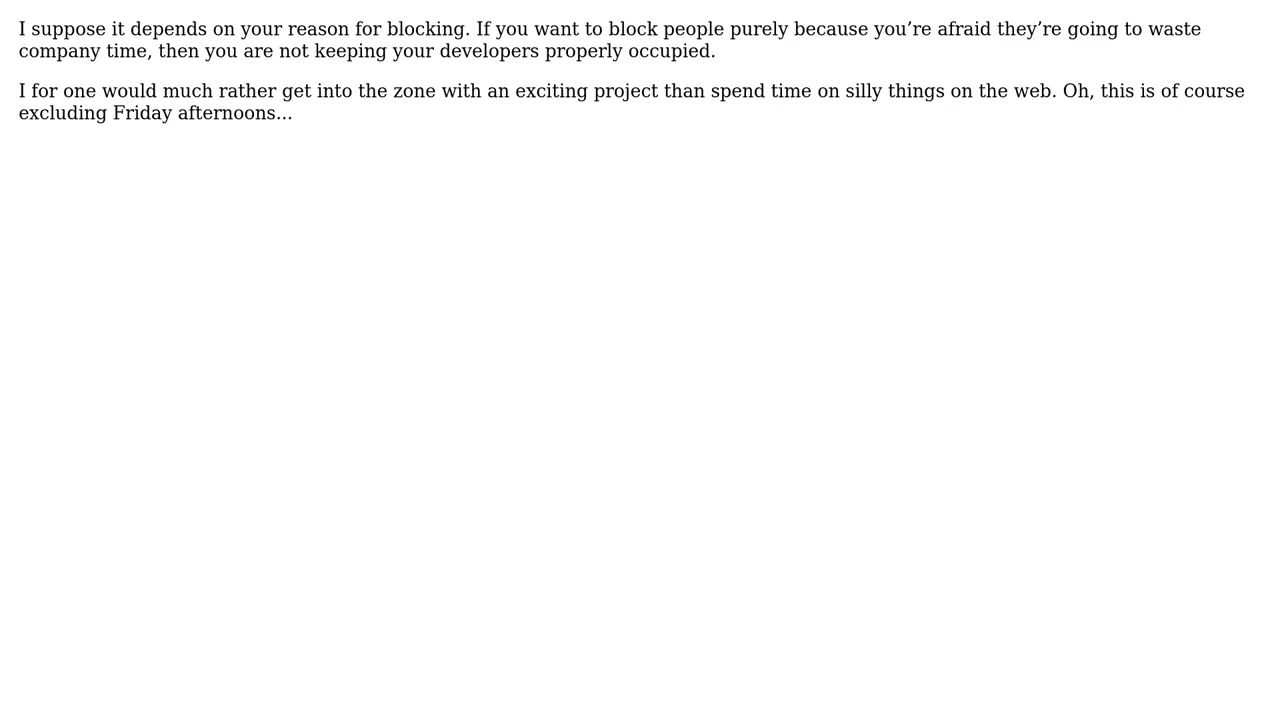 I suppose it depends on your reason for blocking. If you want to block people purely because you’re afraid they’re going to waste
company time, then you are not keeping your developers properly occupied.
I for one would much rather get into the zone with an exciting project than spend time on silly things on the web. Oh, this is of course
excluding Friday afternoons...